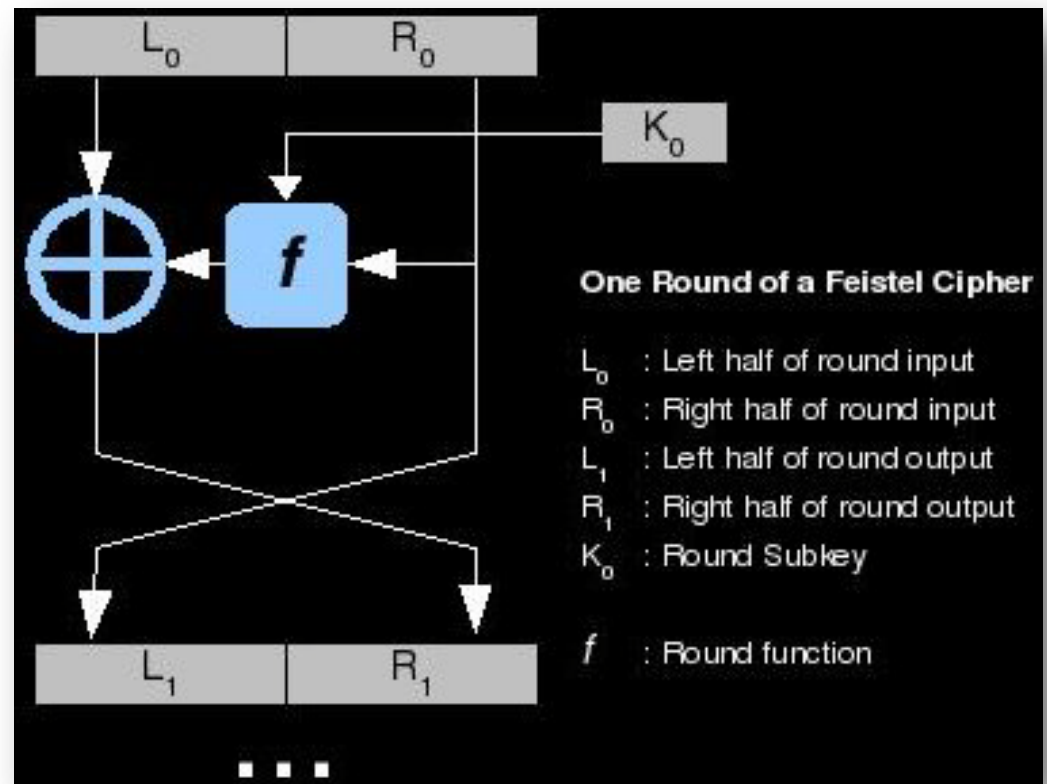 L₀ R₀
K₀
f
One Round of a Feistel Cipher
L₀ : Left half of round input
R₀ : Right half of round input
L₁ : Left half of round output
R₁ : Right half of round output
K₀ : Round Subkey
f : Round function
L₁ R₁
...